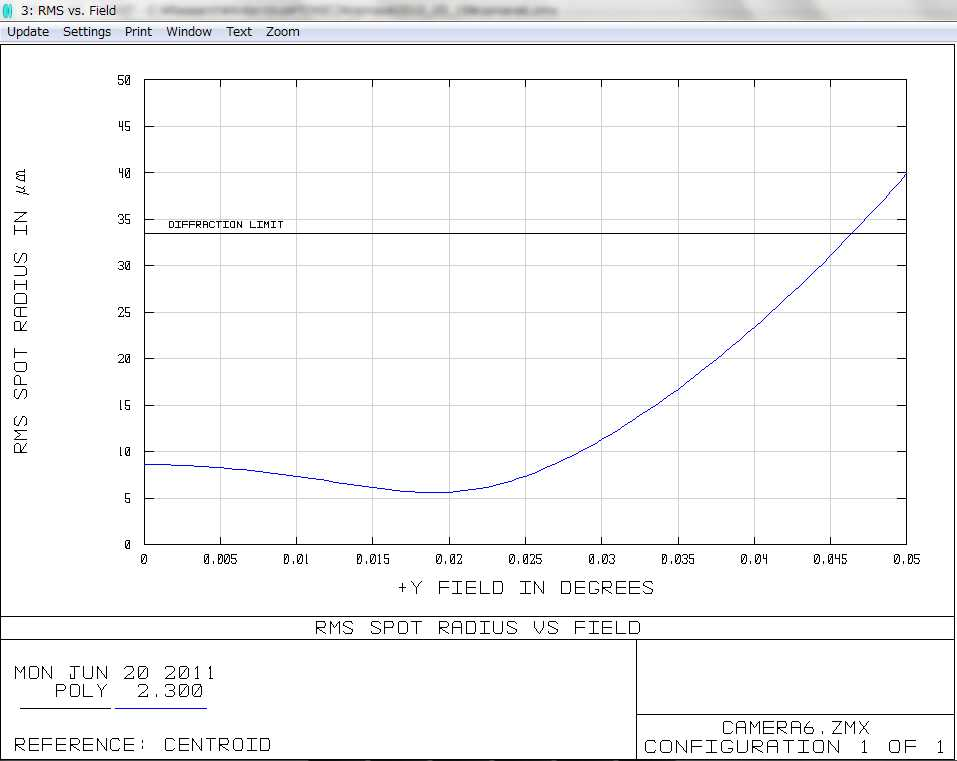 3: RMS vs. Field
Update Settings Print Window Text Zoom
50
45
40
35
DIFFRACTION LIMIT
30
25
20
15
10
5
0
RMS SPOT RADIUS IN µm
0 0.005 0.01 0.015 0.02 0.025 0.03 0.035 0.04 0.045 0.05
+Y FIELD IN DEGREES
RMS SPOT RADIUS VS FIELD
MON JUN 20 2011
POLY 2.300
REFERENCE: CENTROID
CAMERA6.ZMX
CONFIGURATION 1 OF 1